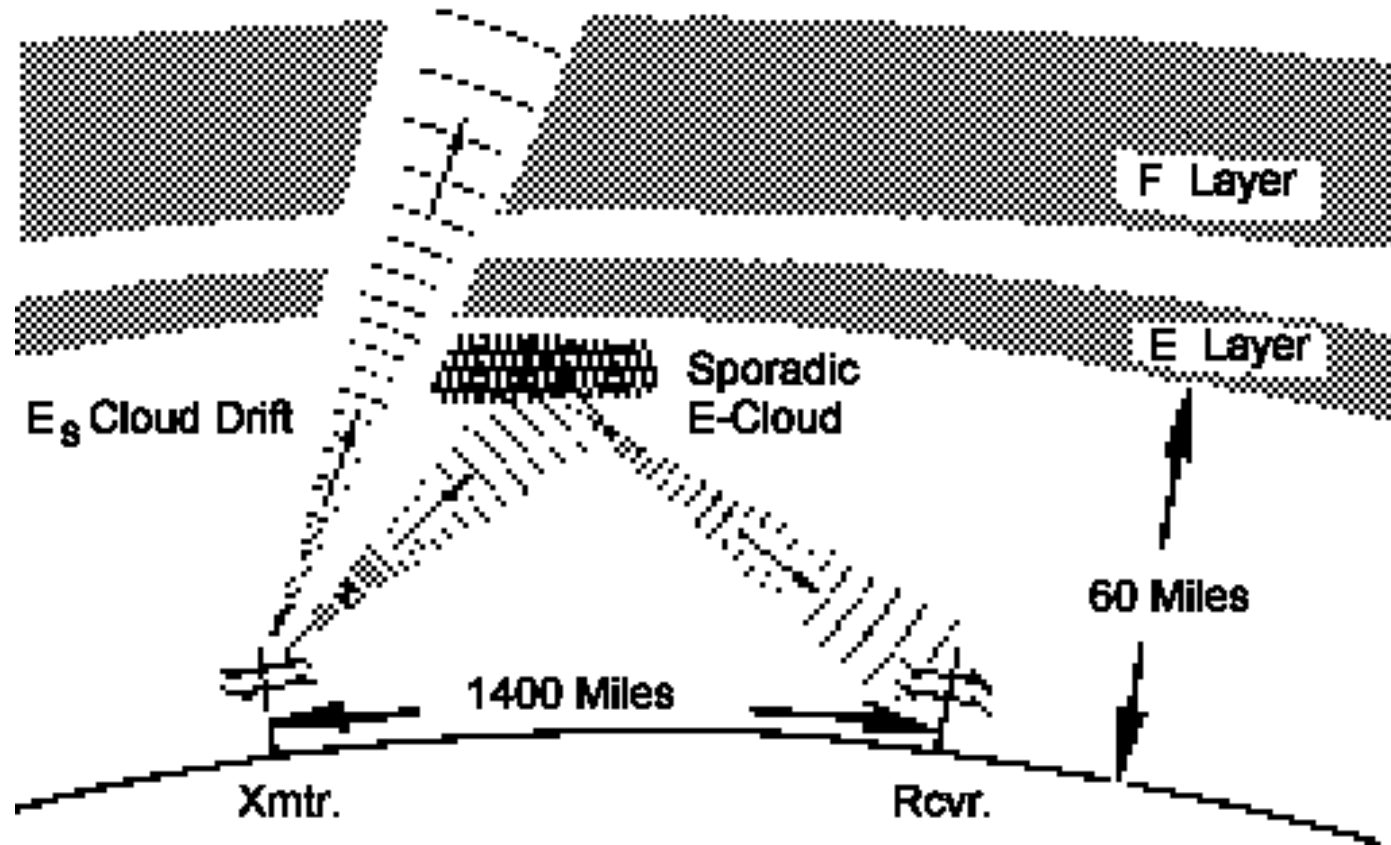 F Layer
E Layer
Es Cloud Drift
Sporadic
E-Cloud
60 Miles
1400 Miles
Xmtr.
Rcvr.